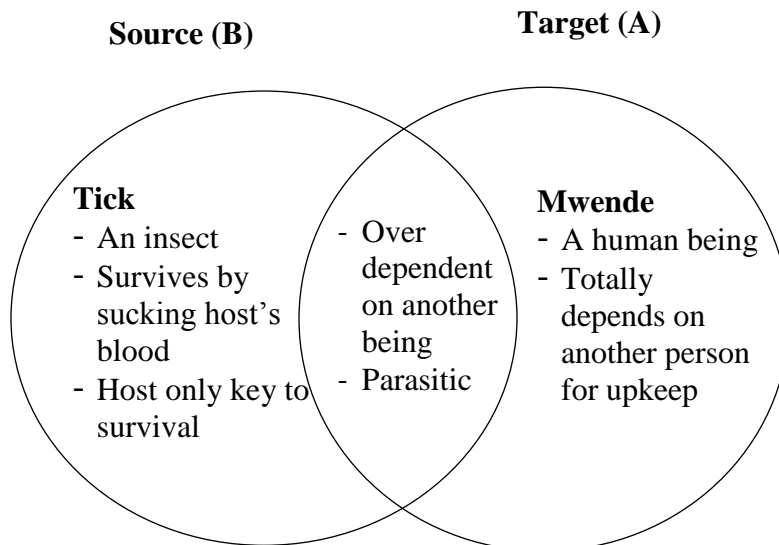 Source (B)
Target (A)
Tick
- An insect
- Survives by
sucking host's
blood
- Host only key to
survival
- Over
dependent
on another
being
- Parasitic
Mwende
- A human being
- Totally
depends on
another person
for upkeep